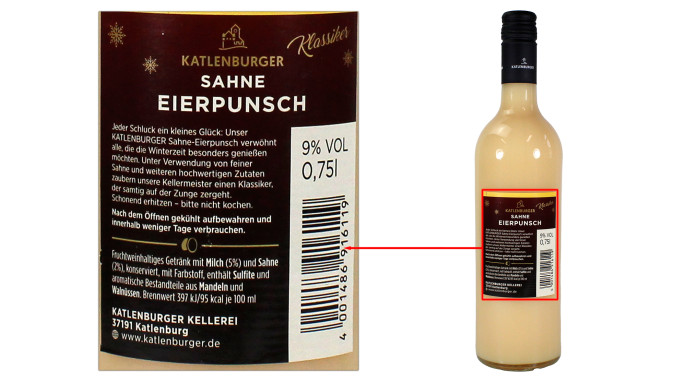 Klassiker
KATLENBURGER
SAHNE
EIERPUNSCH
Jeder Schluck ein kleines Glück: Unser
KATLENBURGER Sahne-Eierpunsch verwöhnt
alle, die die Winterzeit besonders genießen
möchten. Unter Verwendung von feiner
Sahne und weiteren hochwertigen Zutaten
zaubern unsere Kellermeister einen Klassiker,
der samtig auf der Zunge zergeht.
Schonend erhitzen – bitte nicht kochen.
Nach dem Öffnen gekühlt aufbewahren und
innerhalb weniger Tage verbrauchen.
Fruchtweinhaltiges Getränk mit Milch (5%) und Sahne
(2%), konserviert, mit Farbstoff, enthält Sulfite und
aromatische Bestandteile aus Mandeln und
Walnüssen. Brennwert 397 kJ/95 kcal je 100 ml
KATLENBURGER KELLEREI
37191 Katlenburg
www.katlenburger.de
9% VOL
0,75l
4 001486 916119
Klassiker
KATLENBURGER
SAHNE
EIERPUNSCH
9% VOL
0,75l